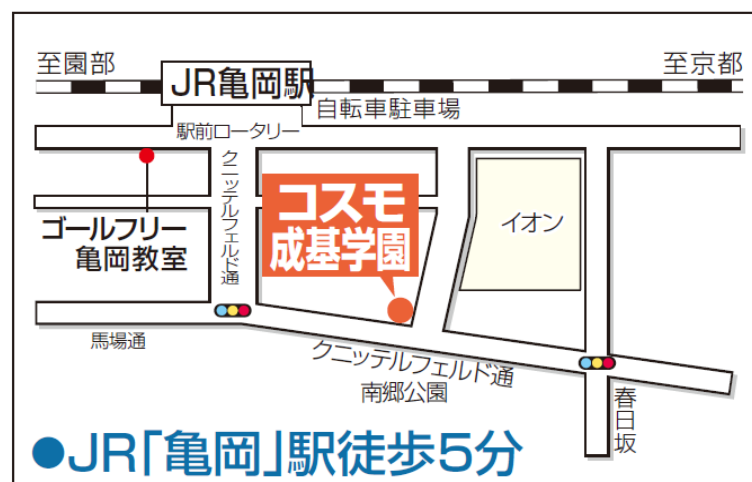 至園部
至京都
JR亀岡駅
自転車駐車場
駅前ロータリー
クニッテルフェルド通
コスモ
成基学園
イオン
ゴールフリー
亀岡教室
馬場通
クニッテルフェルド通
南郷公園
春日坂
●JR「亀岡」駅徒歩5分